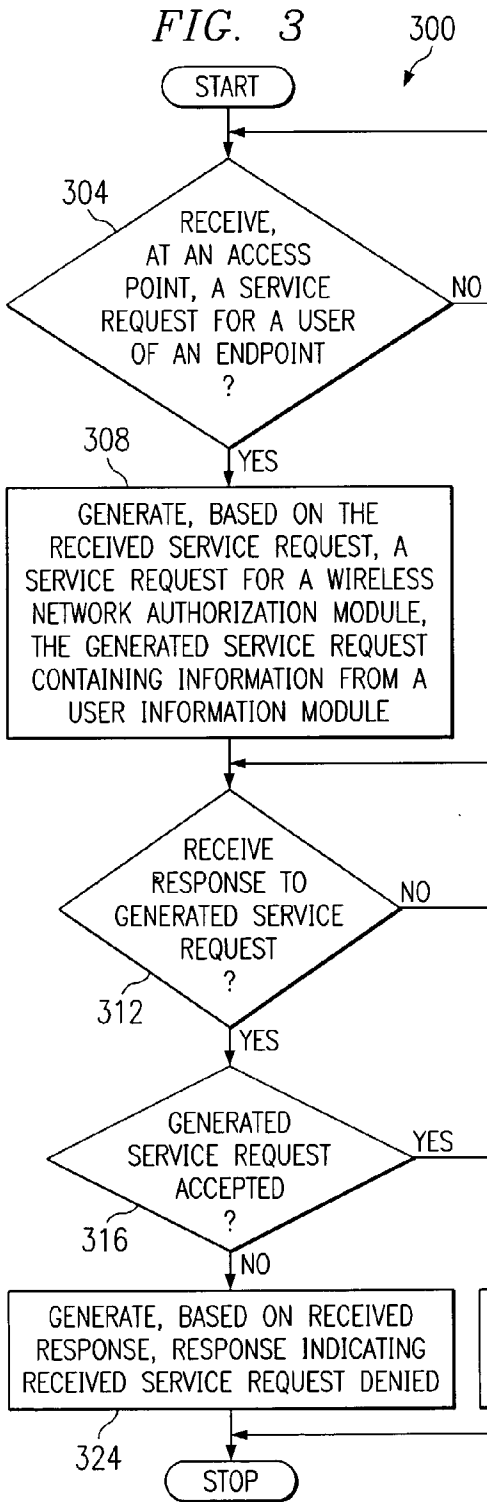 FIG. 3
300
START
304
RECEIVE,
AT AN ACCESS
POINT, A SERVICE
REQUEST FOR A USER
OF AN ENDPOINT
?
NO
YES
308
GENERATE, BASED ON THE
RECEIVED SERVICE REQUEST, A
SERVICE REQUEST FOR A WIRELESS
NETWORK AUTHORIZATION MODULE,
THE GENERATED SERVICE REQUEST
CONTAINING INFORMATION FROM A
USER INFORMATION MODULE
RECEIVE
RESPONSE TO
GENERATED SERVICE
REQUEST
?
NO
312
YES
GENERATED
SERVICE REQUEST
ACCEPTED
?
YES
316
NO
GENERATE, BASED ON RECEIVED
RESPONSE, RESPONSE INDICATING
RECEIVED SERVICE REQUEST DENIED
324
STOP